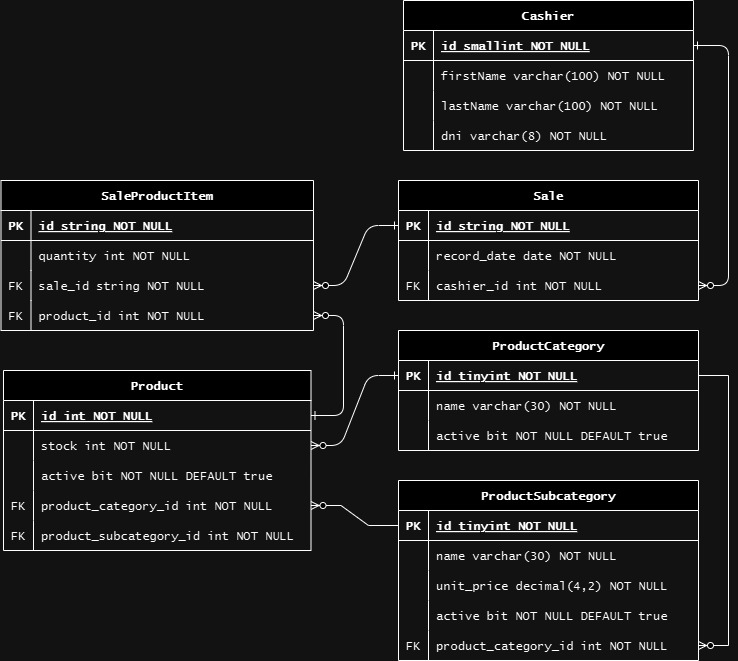 Cashier
PK id smallint NOT NULL
firstName varchar(100) NOT NULL
lastName varchar(100) NOT NULL
dni varchar(8) NOT NULL
SaleProductItem
PK id string NOT NULL
quantity int NOT NULL
FK sale_id string NOT NULL
FK product_id int NOT NULL
Sale
PK id string NOT NULL
record_date date NOT NULL
FK cashier_id int NOT NULL
Product
PK id int NOT NULL
stock int NOT NULL
active bit NOT NULL DEFAULT true
FK product_category_id int NOT NULL
FK product_subcategory_id int NOT NULL
ProductCategory
PK id tinyint NOT NULL
name varchar(30) NOT NULL
active bit NOT NULL DEFAULT true
ProductSubcategory
PK id tinyint NOT NULL
name varchar(30) NOT NULL
unit_price decimal(4,2) NOT NULL
active bit NOT NULL DEFAULT true
FK product_category_id int NOT NULL